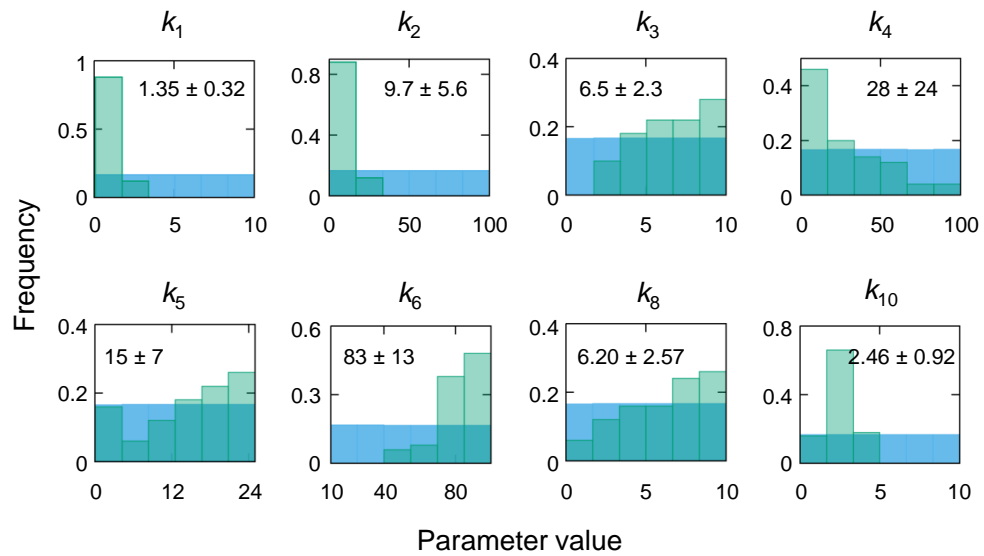 k1 k2 k3 k4
1 0.8 0.4 0.4
1.35 ± 0.32 9.7 ± 5.6 6.5 ± 2.3 28 ± 24
0.5 0.4 0.2 0.2
0 0 0 0
0 5 10 0 50 100 0 5 10 0 50 100
Frequency
k5 k6 k8 k10
0.4 0.6 0.4 0.8
15 ± 7 83 ± 13 6.20 ± 2.57 2.46 ± 0.92
0.2 0.3 0.2 0.4
0 0 0 0
0 12 24 10 40 80 0 5 10 0 5 10
Parameter value